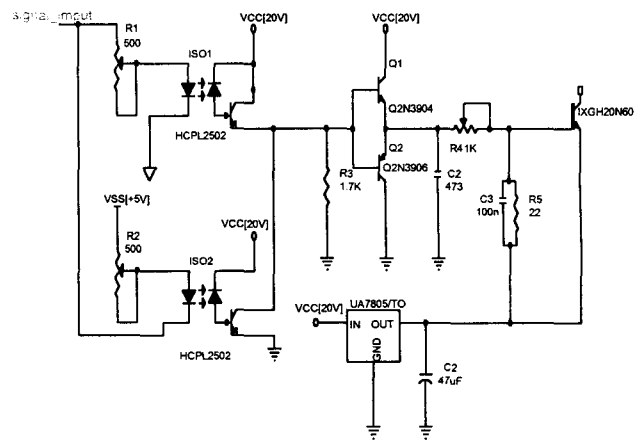 signal_imput
R1
500
VCC[20V]
VCC[20V]
ISO1
Q1
HCPL2502
Q2N3904
IXGH20N60
Q2
Q2N3906
R41K
R3
1.7K
C2
473
C3
100n
R5
22
VSS[+5V]
R2
500
ISO2
VCC[20V]
HCPL2502
VCC[20V]
UA7805/TO
IN
OUT
GND
C2
47uF